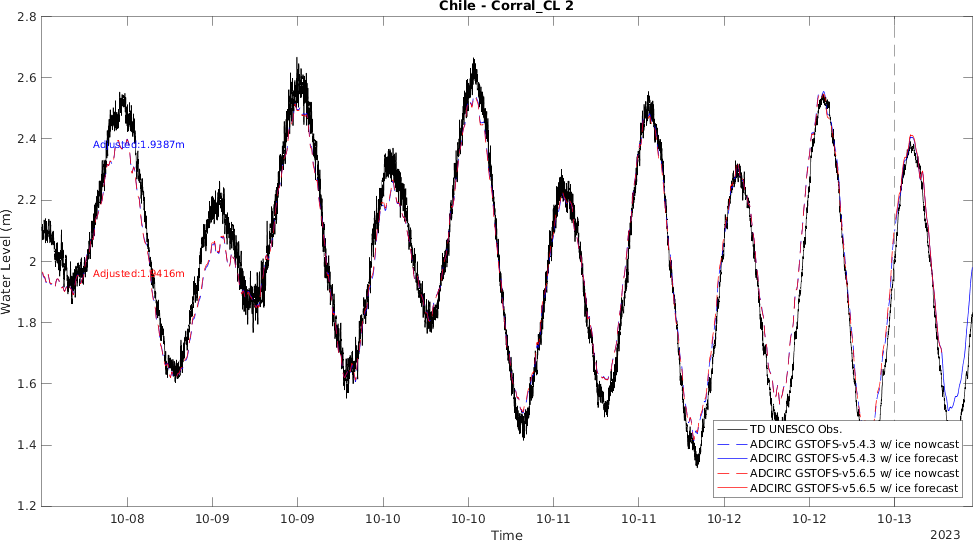 Chile - Corral_CL 2
2.8
2.6
2.4
2.2
2
1.8
1.6
1.4
1.2
Water Level (m)
Adjusted:1.9387m
Adjusted:1.9416m
TD UNESCO Obs.
ADCIRC GSTOFS-v5.4.3 w/ ice nowcast
ADCIRC GSTOFS-v5.4.3 w/ ice forecast
ADCIRC GSTOFS-v5.6.5 w/ ice nowcast
ADCIRC GSTOFS-v5.6.5 w/ ice forecast
10-08 10-09 10-09 10-10 10-10 10-11 10-11 10-12 10-12 10-13
Time
2023